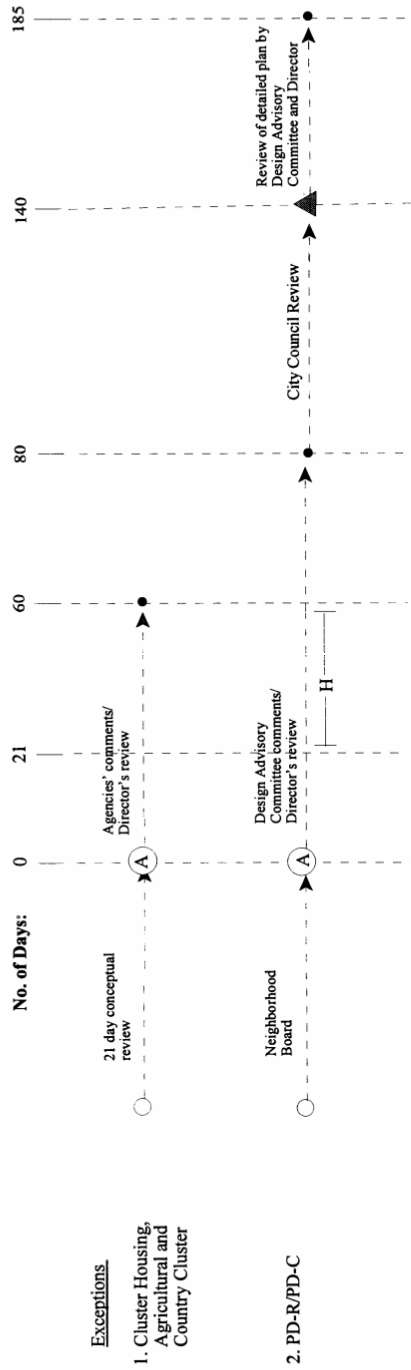 No. of Days:
0
21
60
80
140
185
Exceptions
1. Cluster Housing,
Agricultural and
Country Cluster
21 day conceptual
review
A
Agencies' comments/
Director's review
2. PD-R/PD-C
Neighborhood
Board
A
Design Advisory
Committee comments/
Director's review
H
City Council Review
Review of detailed plan by
Design Advisory
Committee and Director